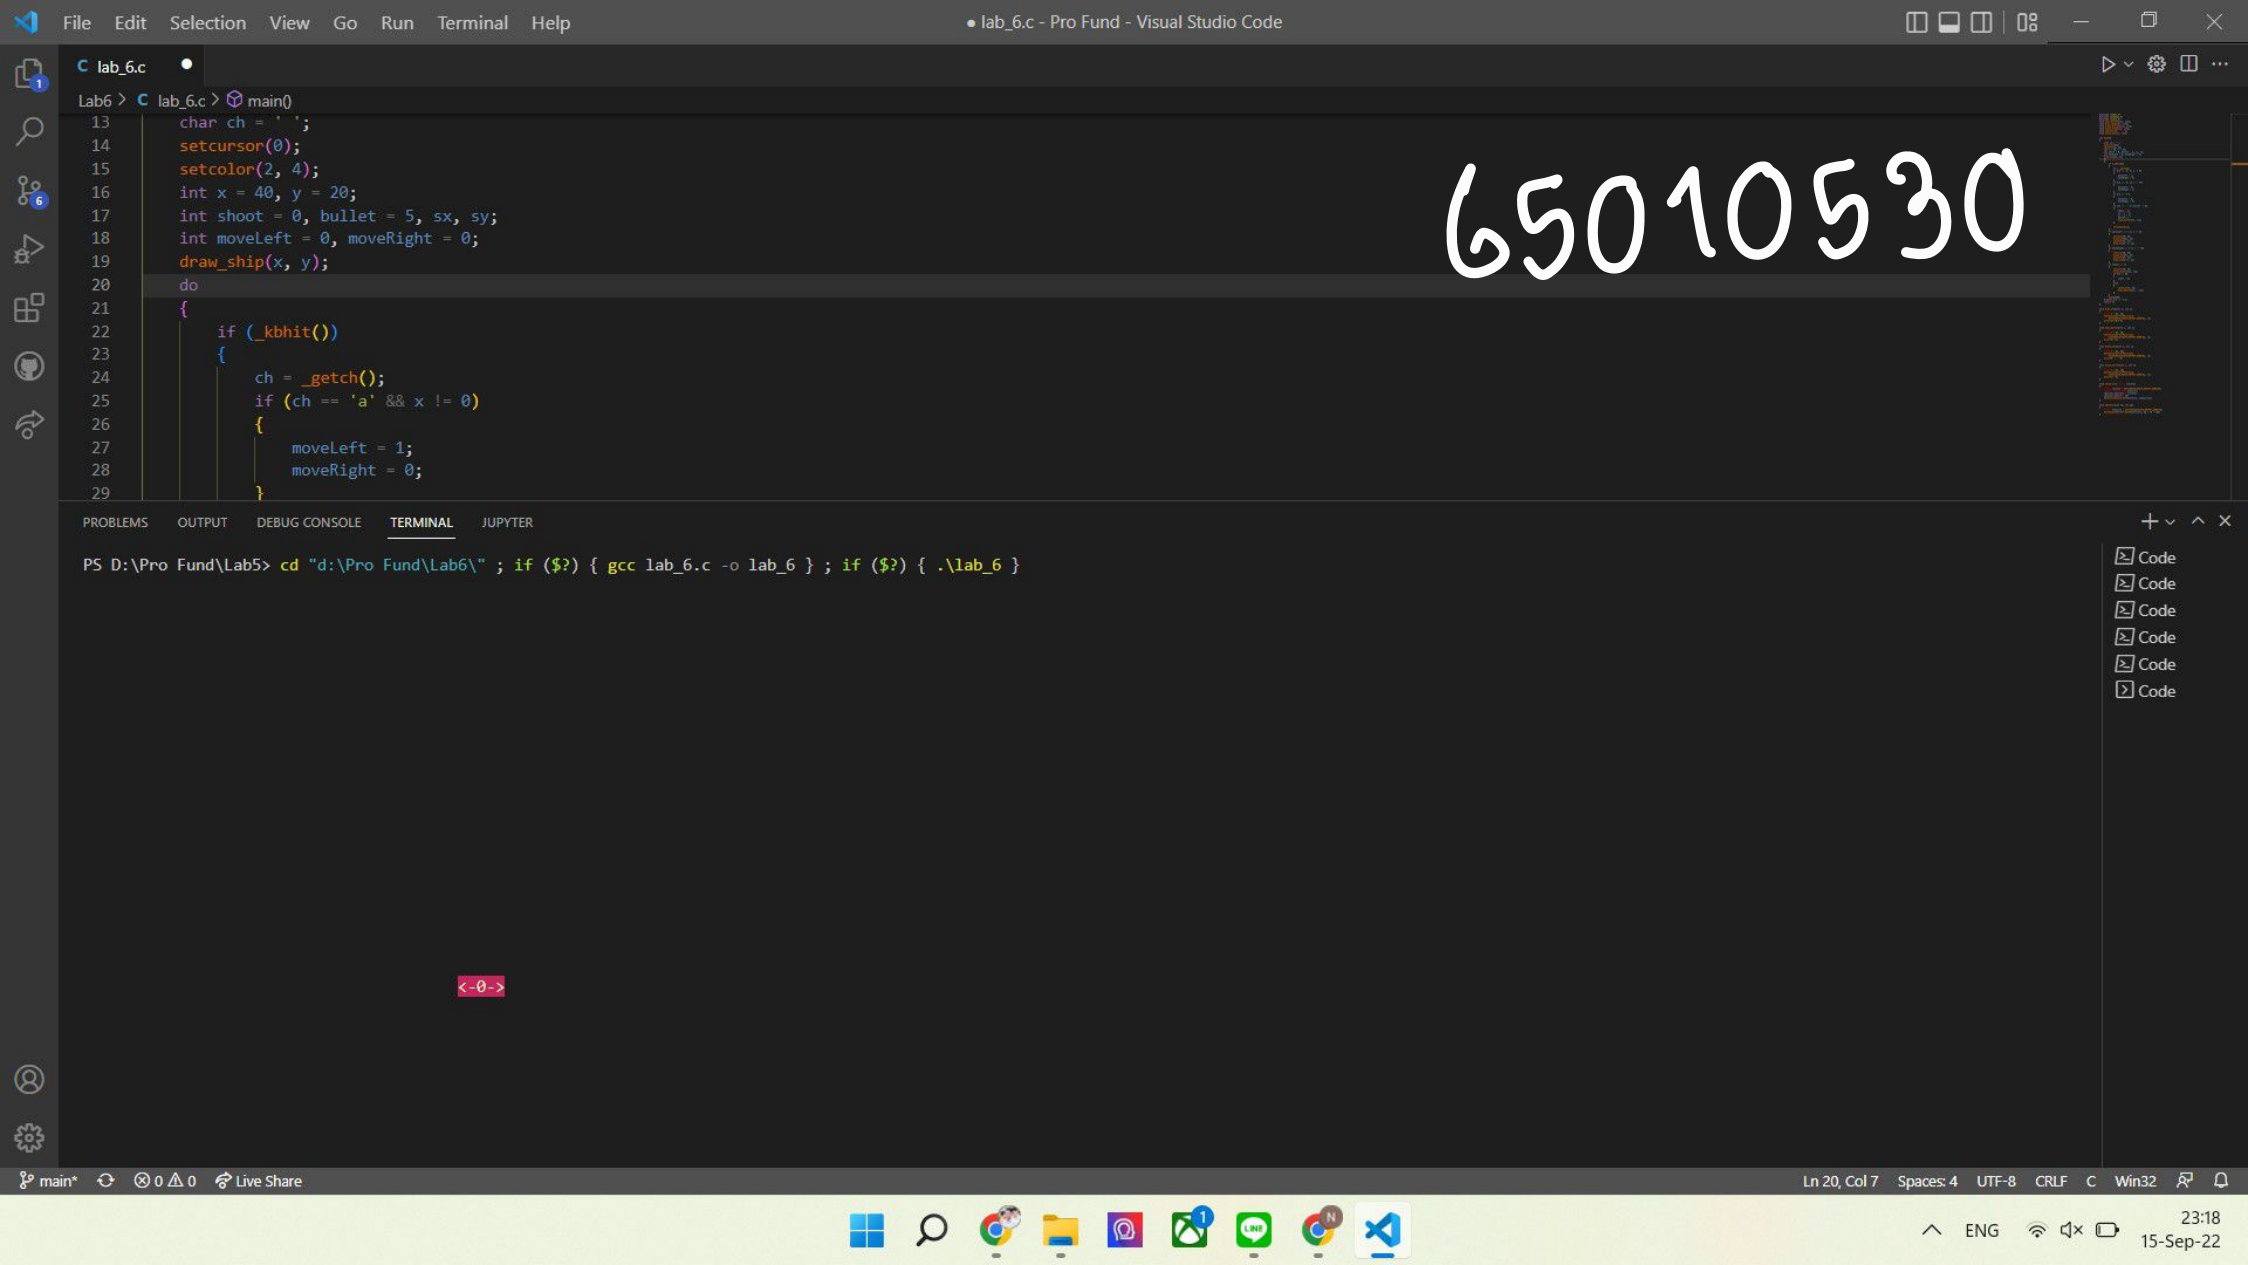 File Edit Selection View Go Run Terminal Help
● lab_6.c - Pro Fund - Visual Studio Code
1
C lab_6.c ●
Lab6 > C lab_6.c > main()
65010530
13 char ch = ' ';
14 setcursor(0);
15 setcolor(2, 4);
16 int x = 40, y = 20;
17 int shoot = 0, bullet = 5, sx, sy;
18 int moveLeft = 0, moveRight = 0;
19 draw_ship(x, y);
20 do
21 {
22 if (_kbhit())
23 {
24 ch = _getch();
25 if (ch == 'a' && x != 0)
26 {
27 moveLeft = 1;
28 moveRight = 0;
29 }
6
PROBLEMS OUTPUT DEBUG CONSOLE TERMINAL JUPYTER
PS D:\Pro Fund\Lab5> cd "d:\Pro Fund\Lab6\" ; if ($?) { gcc lab_6.c -o lab_6 } ; if ($?) { .\lab_6 }
Code
Code
Code
Code
Code
Code
<-0->
main* 0 0 Live Share
Ln 20, Col 7 Spaces: 4 UTF-8 CRLF C Win32
1
LINE
N
ENG
23:18
15-Sep-22